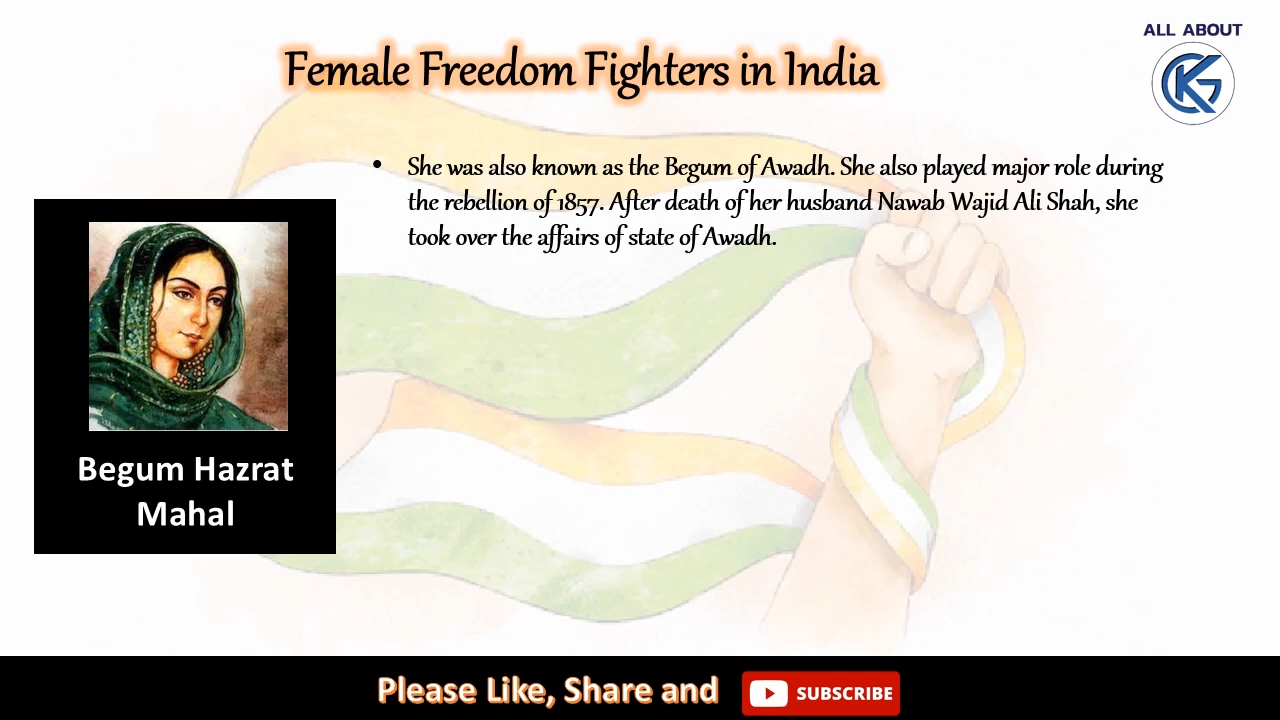 ALL ABOUT
GK
Female Freedom Fighters in India
• She was also known as the Begum of Awadh. She also played major role during
the rebellion of 1857. After death of her husband Nawab Wajid Ali Shah, she
took over the affairs of state of Awadh.
Begum Hazrat
Mahal
Please Like, Share and
SUBSCRIBE